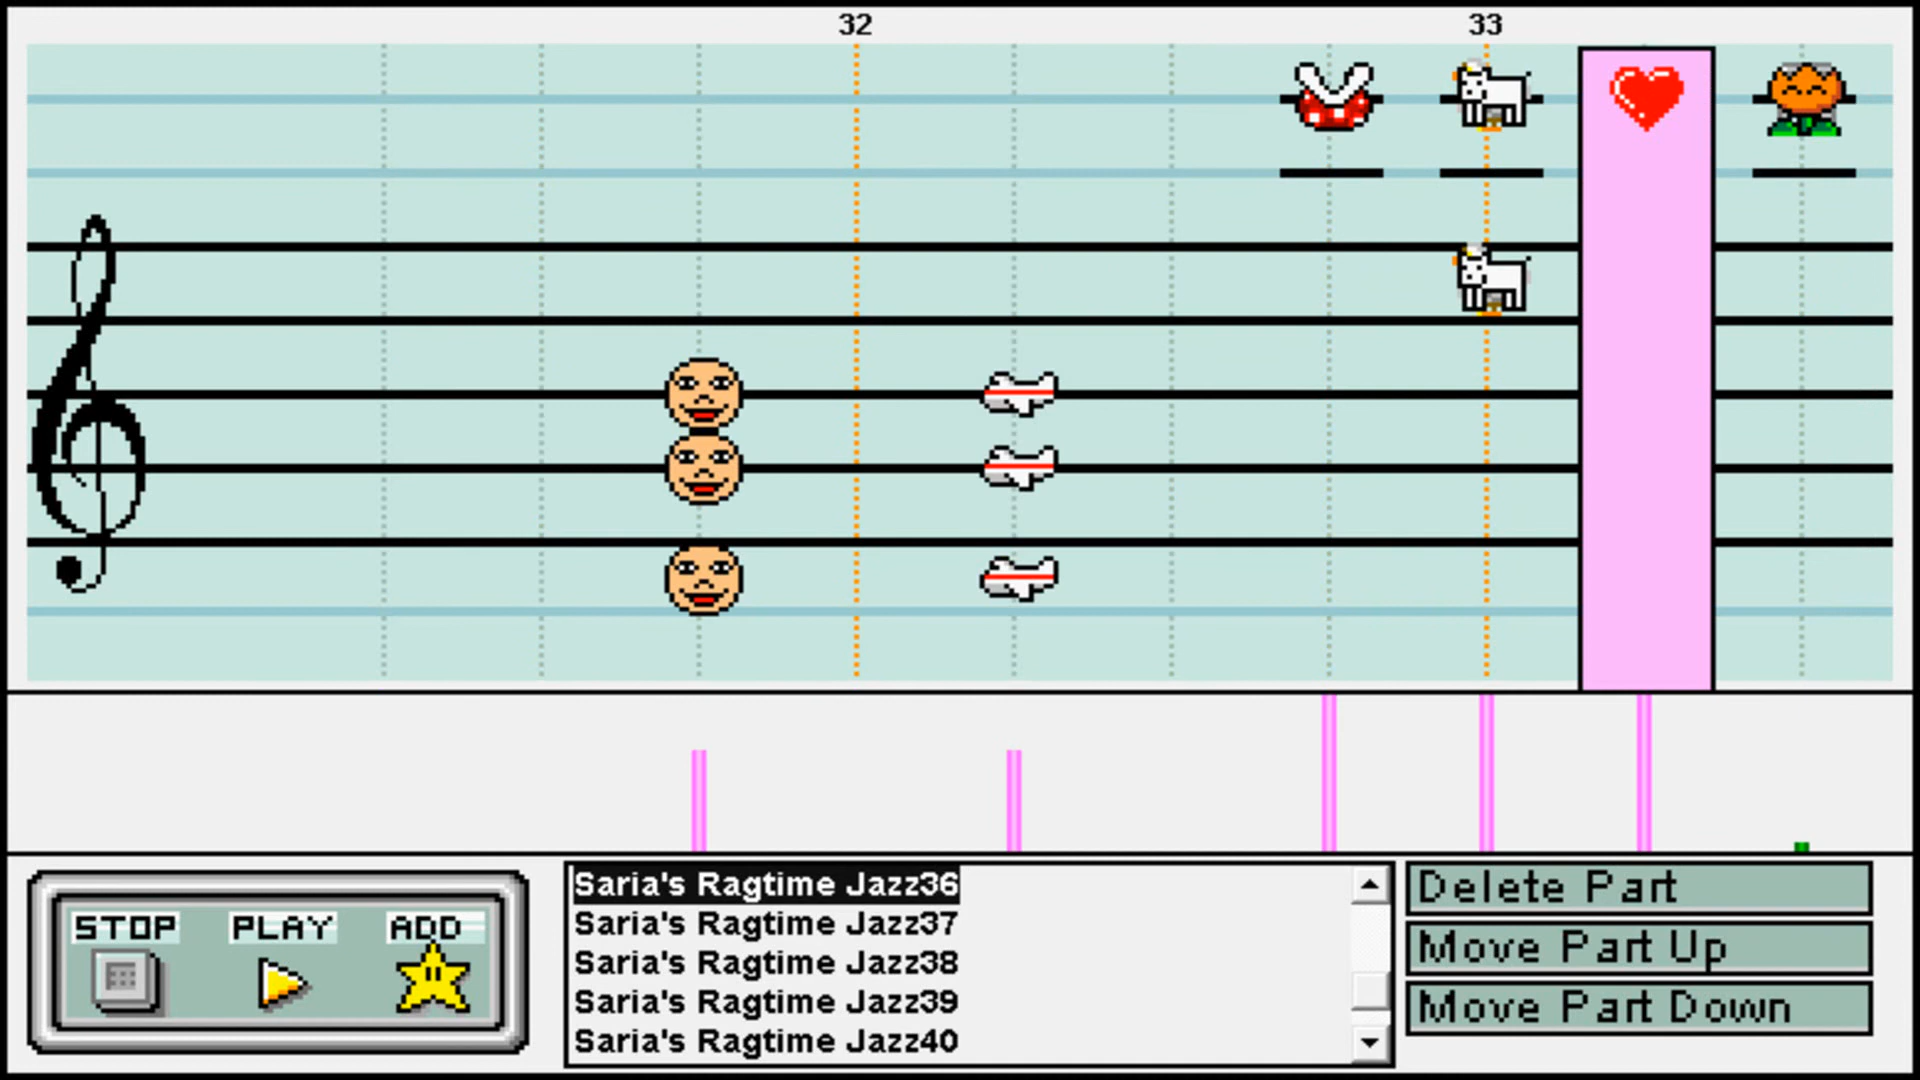 32 33
STOP PLAY ADD
Saria's Ragtime Jazz36
Saria's Ragtime Jazz37
Saria's Ragtime Jazz38
Saria's Ragtime Jazz39
Saria's Ragtime Jazz40
Delete Part
Move Part Up
Move Part Down